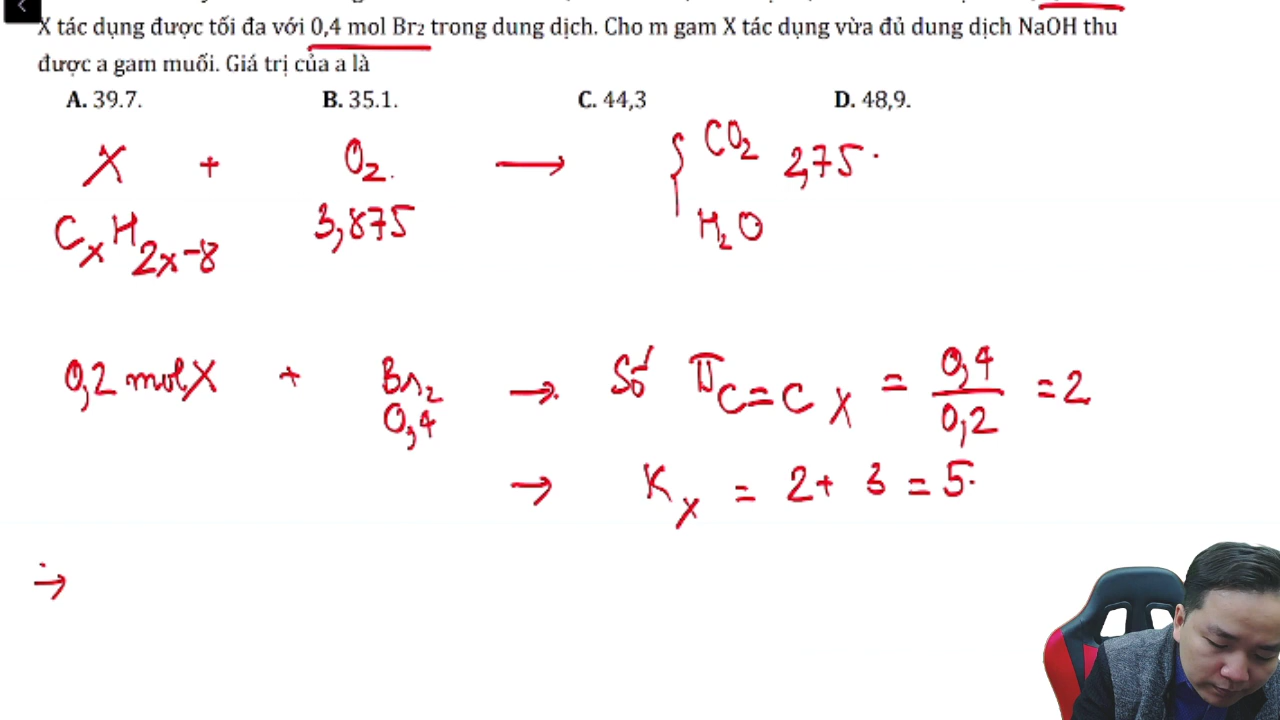 X tác dụng được tối đa với 0,4 mol Br₂ trong dung dịch. Cho m gam X tác dụng vừa đủ dung dịch NaOH thu
được a gam muối. Giá trị của a là
A. 39.7. B. 35.1. C. 44,3 D. 48,9.
X + O₂ → { CO₂ 2,75.
CₓH₂ₓ₋₈ 3,875 H₂O
0,2 mol X + Br₂ → Số π C=C X = 0,4/0,2 = 2
0,4
→ Kₓ = 2 + 3 = 5.
→